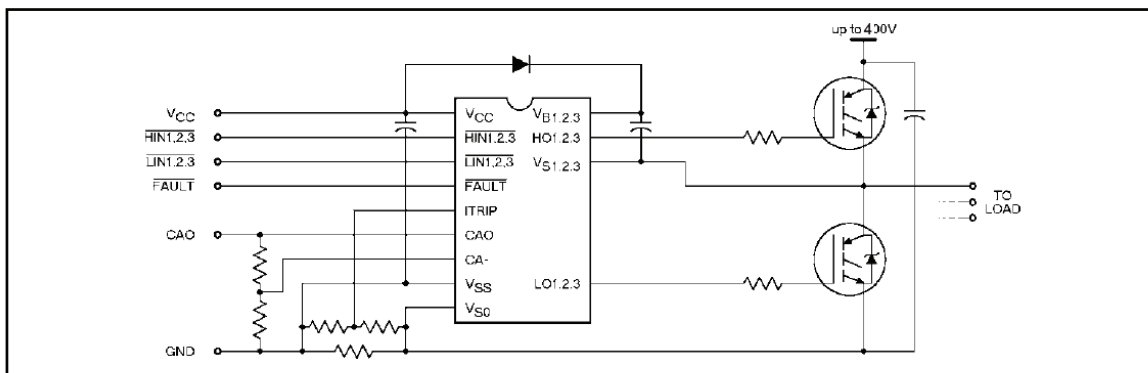 up to 400V
VCC
HIN1,2,3
LIN1,2,3
FAULT
CAO
GND
VCC
HIN1,2,3
LIN1,2,3
FAULT
ITRIP
CAO
CA-
VSS
VS0
VB1,2,3
HO1,2,3
VS1,2,3
LO1,2,3
TO
LOAD